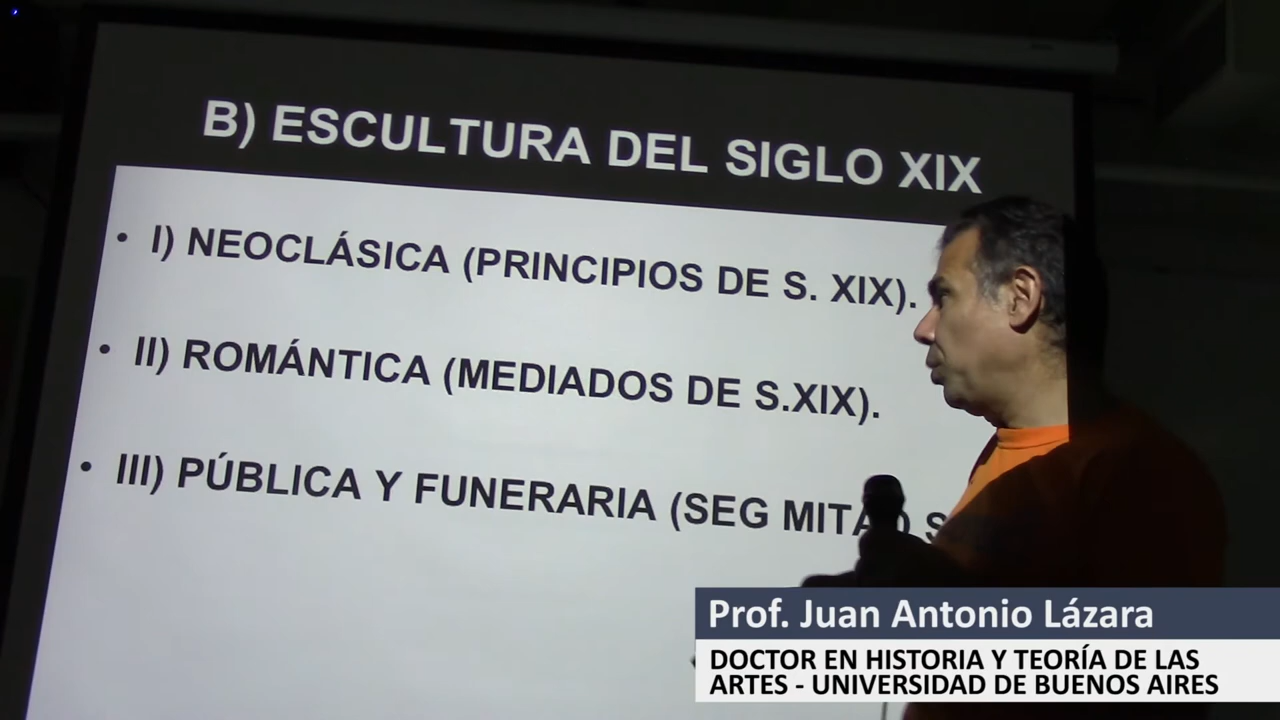 B) ESCULTURA DEL SIGLO XIX
• I) NEOCLÁSICA (PRINCIPIOS DE S. XIX).
• II) ROMÁNTICA (MEDIADOS DE S.XIX).
• III) PÚBLICA Y FUNERARIA (SEG MITAD S
Prof. Juan Antonio Lázara
DOCTOR EN HISTORIA Y TEORÍA DE LAS
ARTES - UNIVERSIDAD DE BUENOS AIRES